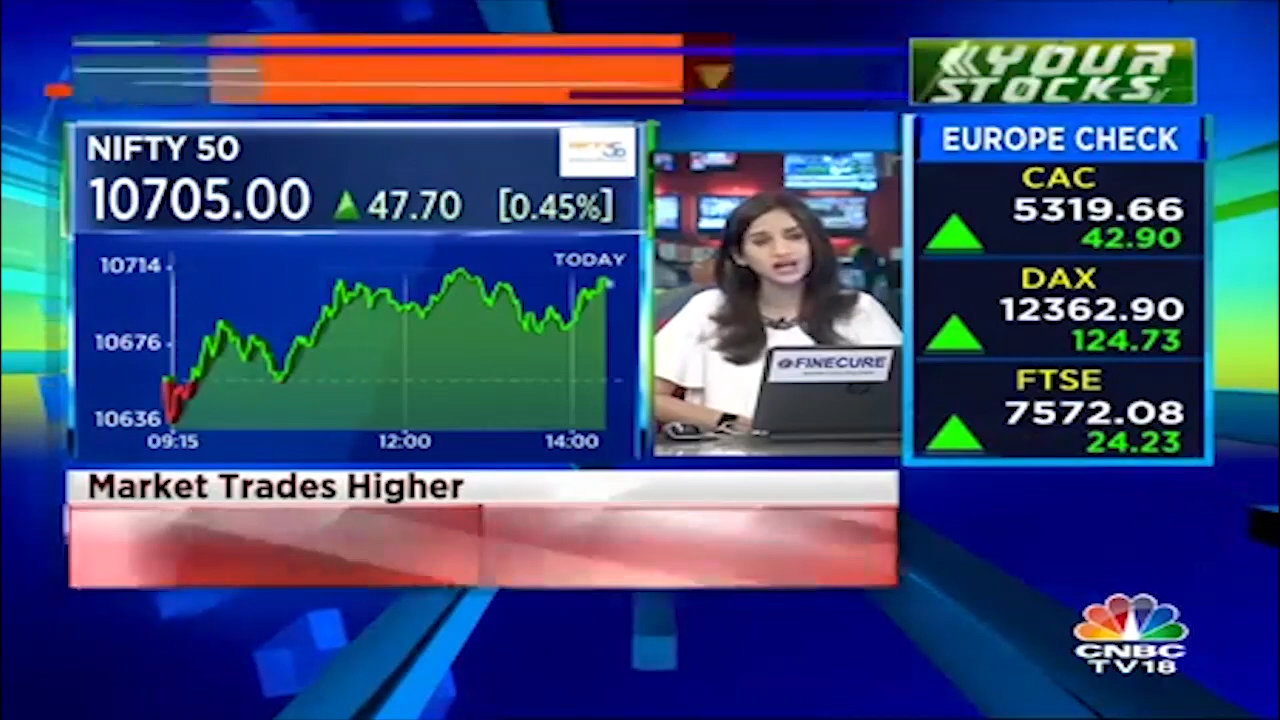 YOUR
STOCKS
NIFTY 50
10705.00 47.70 [0.45%]
10714
TODAY
10676
10636
09:15 12:00 14:00
FINECURE
EUROPE CHECK
CAC
5319.66
42.90
DAX
12362.90
124.73
FTSE
7572.08
24.23
Market Trades Higher
CNBC
TV18